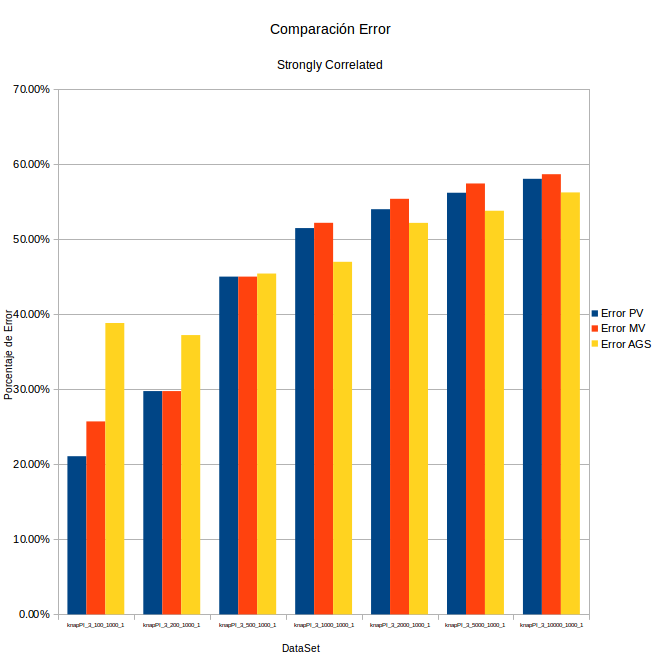 Comparación Error
Strongly Correlated
70.00%
60.00%
50.00%
40.00%
30.00%
20.00%
10.00%
0.00%
Porcentaje de Error
knapPI_3_100_1000_1
knapPI_3_200_1000_1
knapPI_3_500_1000_1
knapPI_3_1000_1000_1
knapPI_3_2000_1000_1
knapPI_3_5000_1000_1
knapPI_3_10000_1000_1
DataSet
Error PV
Error MV
Error AGS